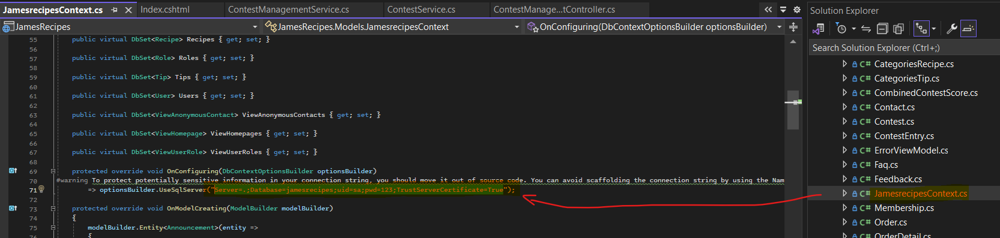 JamesrecipesContext.cs
Index.cshtml
ContestManagementService.cs
ContestService.cs
ContestManage...tController.cs
JamesRecipes
JamesRecipes.Models.JamesrecipesContext
OnConfiguring(DbContextOptionsBuilder optionsBuilder)
55 public virtual DbSet<Recipe> Recipes { get; set; }
56
57 public virtual DbSet<Role> Roles { get; set; }
58
59 public virtual DbSet<Tip> Tips { get; set; }
60
61 public virtual DbSet<User> Users { get; set; }
62
63 public virtual DbSet<ViewAnonymousContact> ViewAnonymousContacts { get; set; }
64
65 public virtual DbSet<ViewHomepage> ViewHomepages { get; set; }
66
67 public virtual DbSet<ViewUserRole> ViewUserRoles { get; set; }
68
69 protected override void OnConfiguring(DbContextOptionsBuilder optionsBuilder)
70 #warning To protect potentially sensitive information in your connection string, you should move it out of source code. You can avoid scaffolding the connection string by using the Nam
71 => optionsBuilder.UseSqlServer("Server=.;Database=jamesrecipes;uid=sa;pwd=123;TrustServerCertificate=True");
72
73 protected override void OnModelCreating(ModelBuilder modelBuilder)
74 {
75 modelBuilder.Entity<Announcement>(entity =>
76 {
Solution Explorer
Search Solution Explorer (Ctrl+;)
C# CategoriesRecipe.cs
C# CategoriesTip.cs
C# CombinedContestScore.cs
C# Contact.cs
C# Contest.cs
C# ContestEntry.cs
C# ErrorViewModel.cs
C# Faq.cs
C# Feedback.cs
C# JamesrecipesContext.cs
C# Membership.cs
C# Order.cs
C# OrderDetail.cs